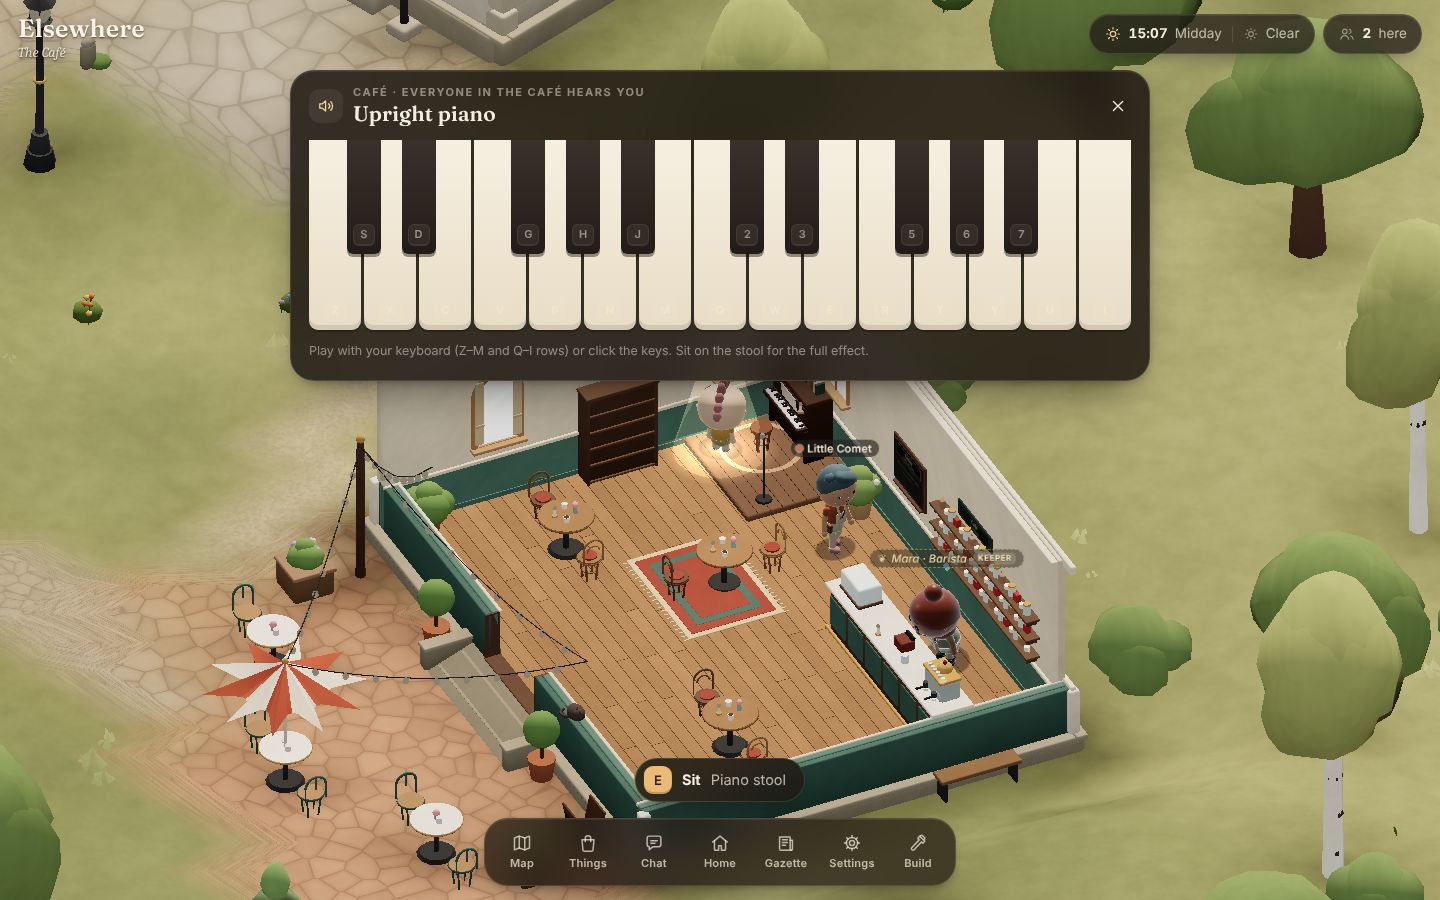 Elsewhere
The Café
15:07 Midday Clear
2 here
CAFÉ · EVERYONE IN THE CAFÉ HEARS YOU
Upright piano
S D G H J 2 3 5 6 7
Z X C V B N M Q W E R T Y U I
Play with your keyboard (Z–M and Q–I rows) or click the keys. Sit on the stool for the full effect.
Little Comet
Mara · Barista KEEPER
E Sit Piano stool
Map Things Chat Home Gazette Settings Build